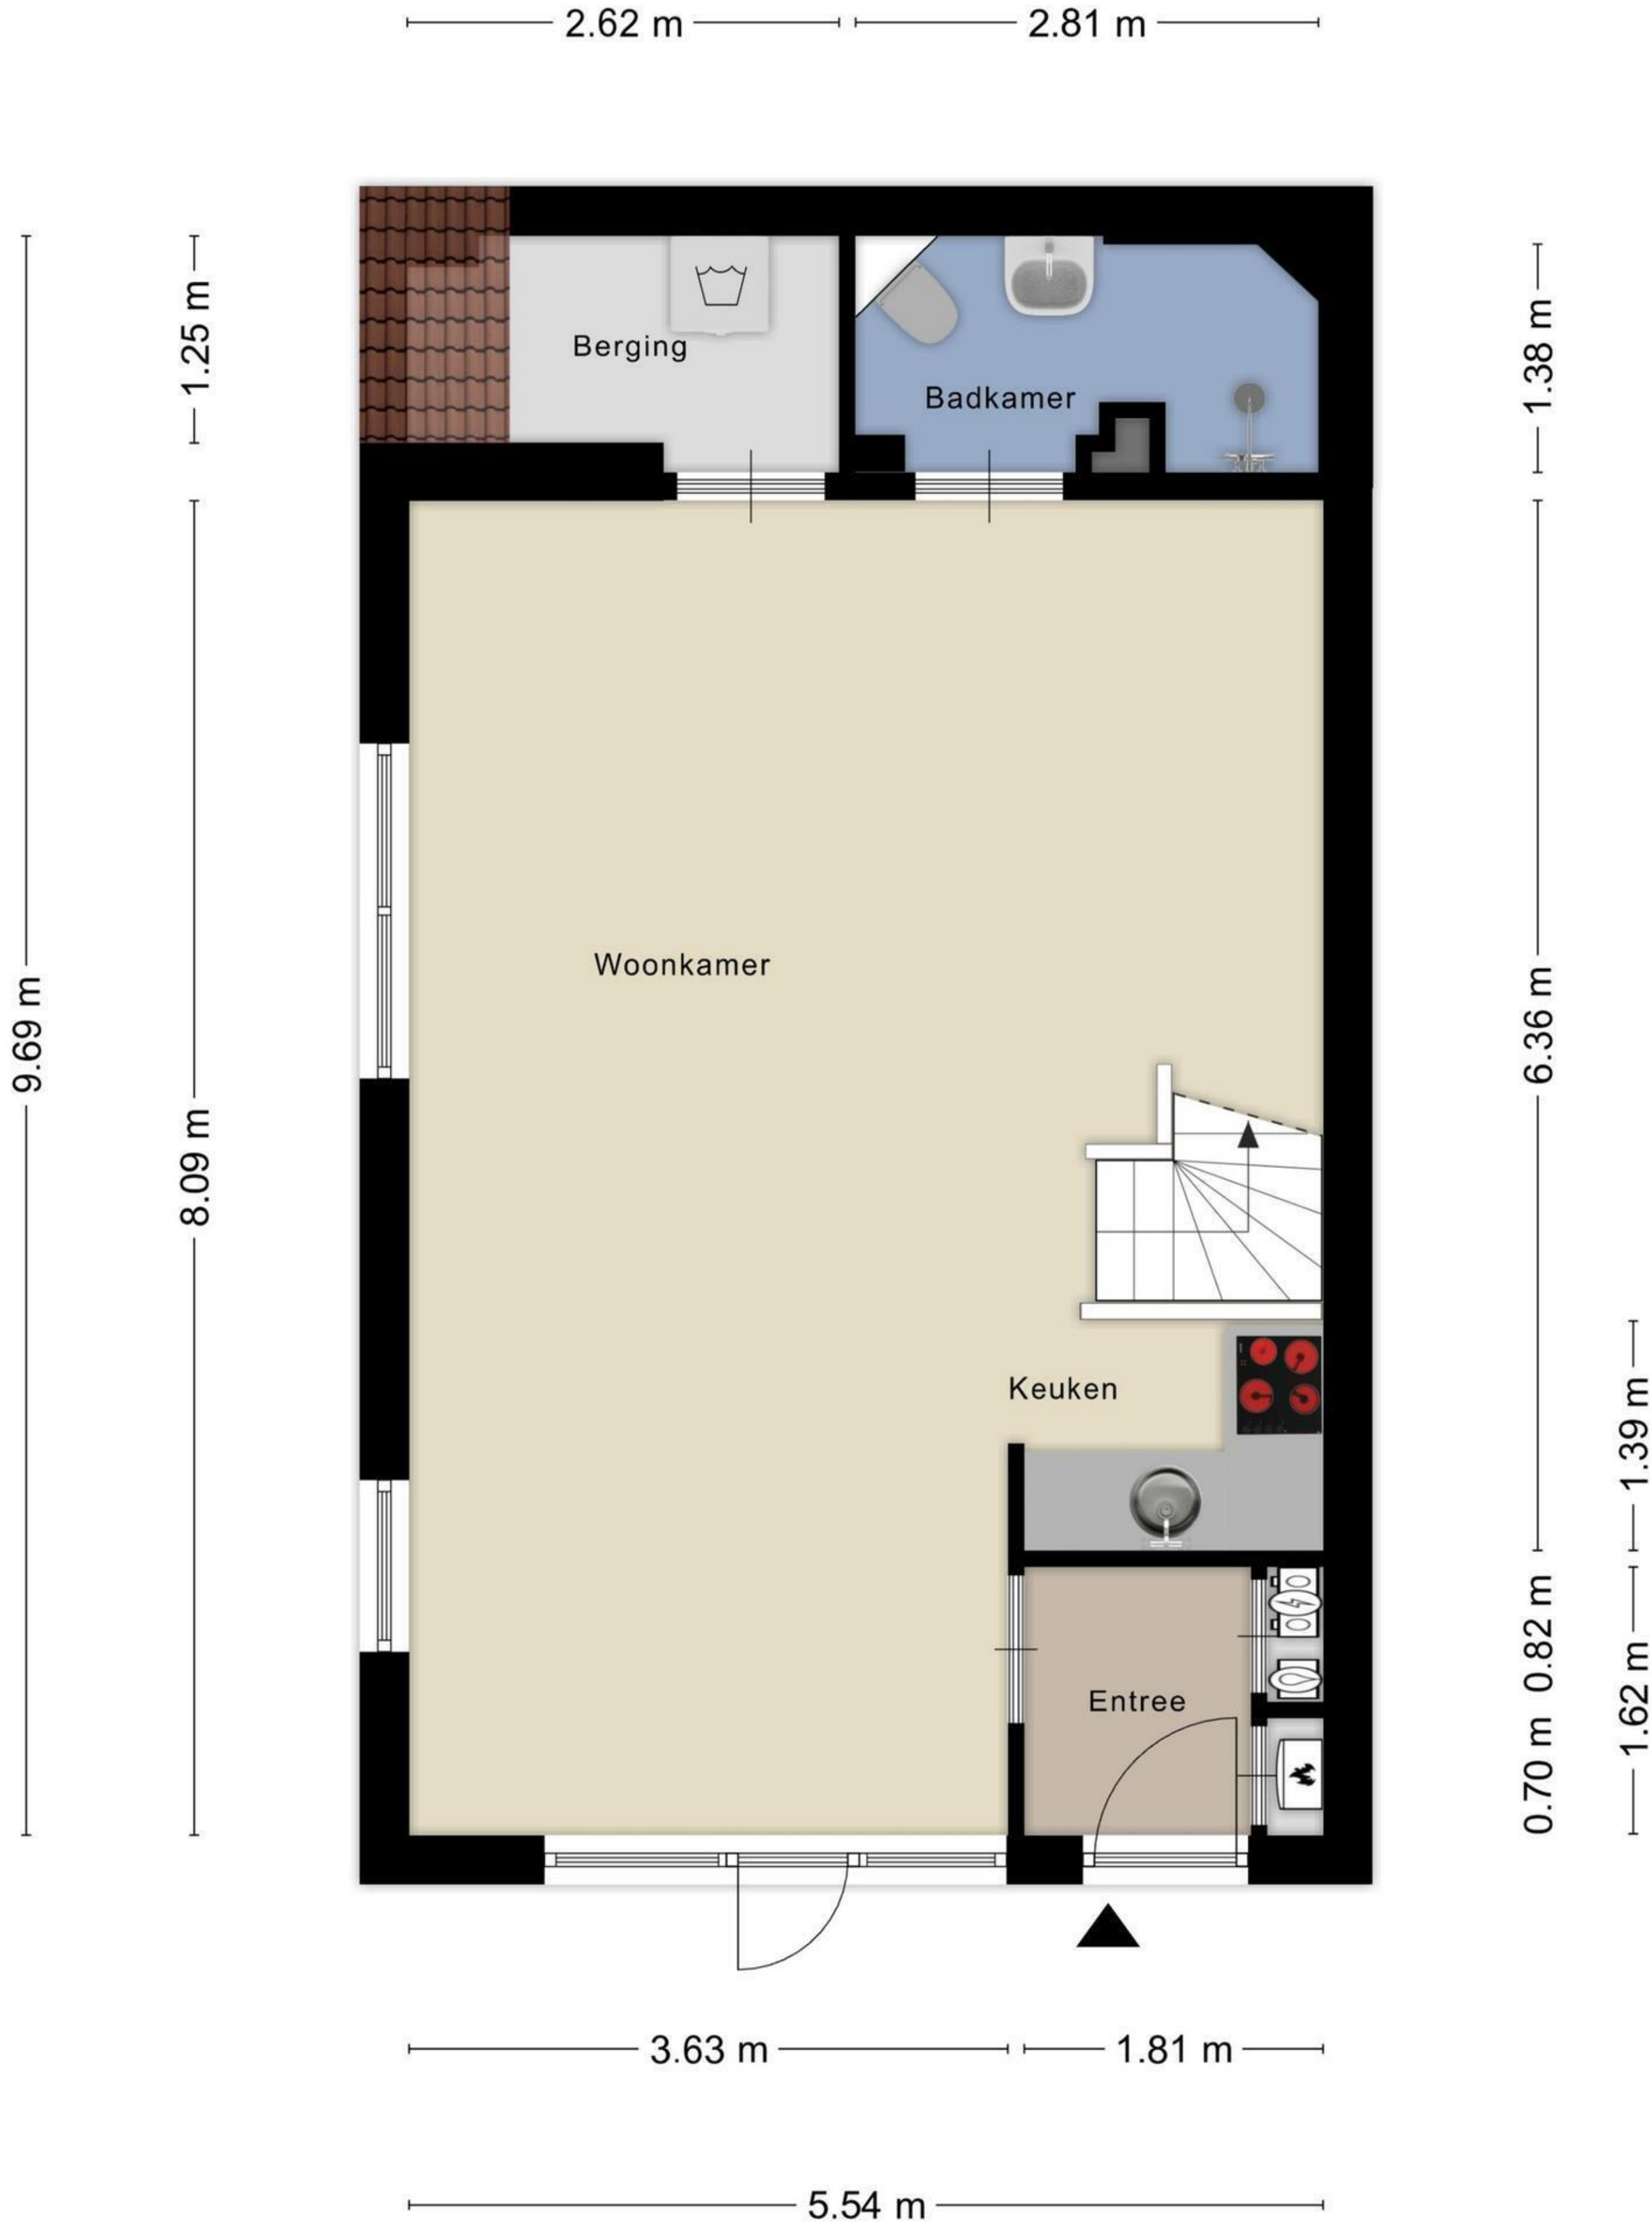 2.62 m
2.81 m
1.25 m
1.38 m
Berging
Badkamer
9.69 m
8.09 m
Woonkamer
6.36 m
Keuken
1.39 m
0.82 m
Entree
0.70 m
1.62 m
3.63 m
1.81 m
5.54 m